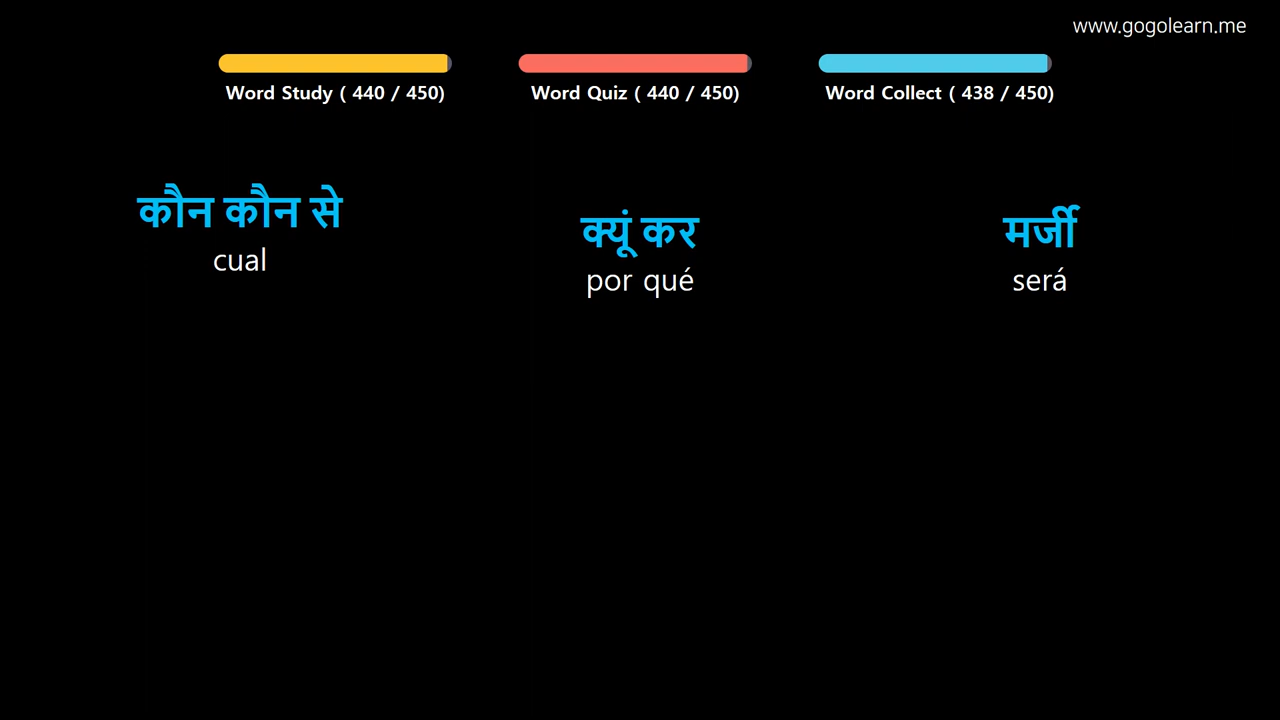 www.gogolearn.me
Word Study ( 440 / 450)
Word Quiz ( 440 / 450)
Word Collect ( 438 / 450)
कौन कौन से
cual
क्यूं कर
por qué
मर्जी
será